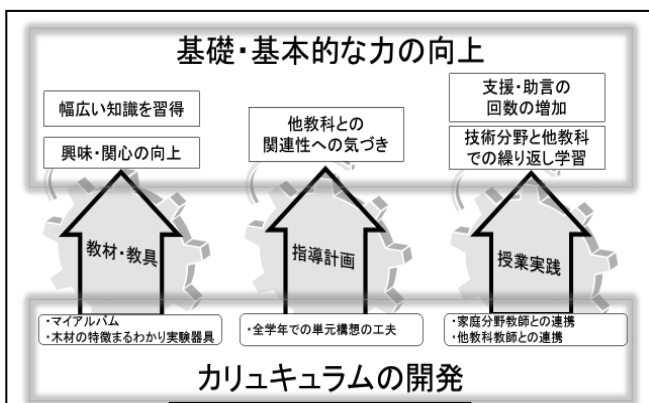 基礎・基本的な力の向上
幅広い知識を習得
興味・関心の向上
他教科との
関連性への気づき
支援・助言の
回数の増加
技術分野と他教科
での繰り返し学習
教材・教具
指導計画
授業実践
・マイアルバム
・木材の特徴まるわかり実験器具
・全学年での単元構想の工夫
・家庭分野教師との連携
・他教科教師との連携
カリュキュラムの開発